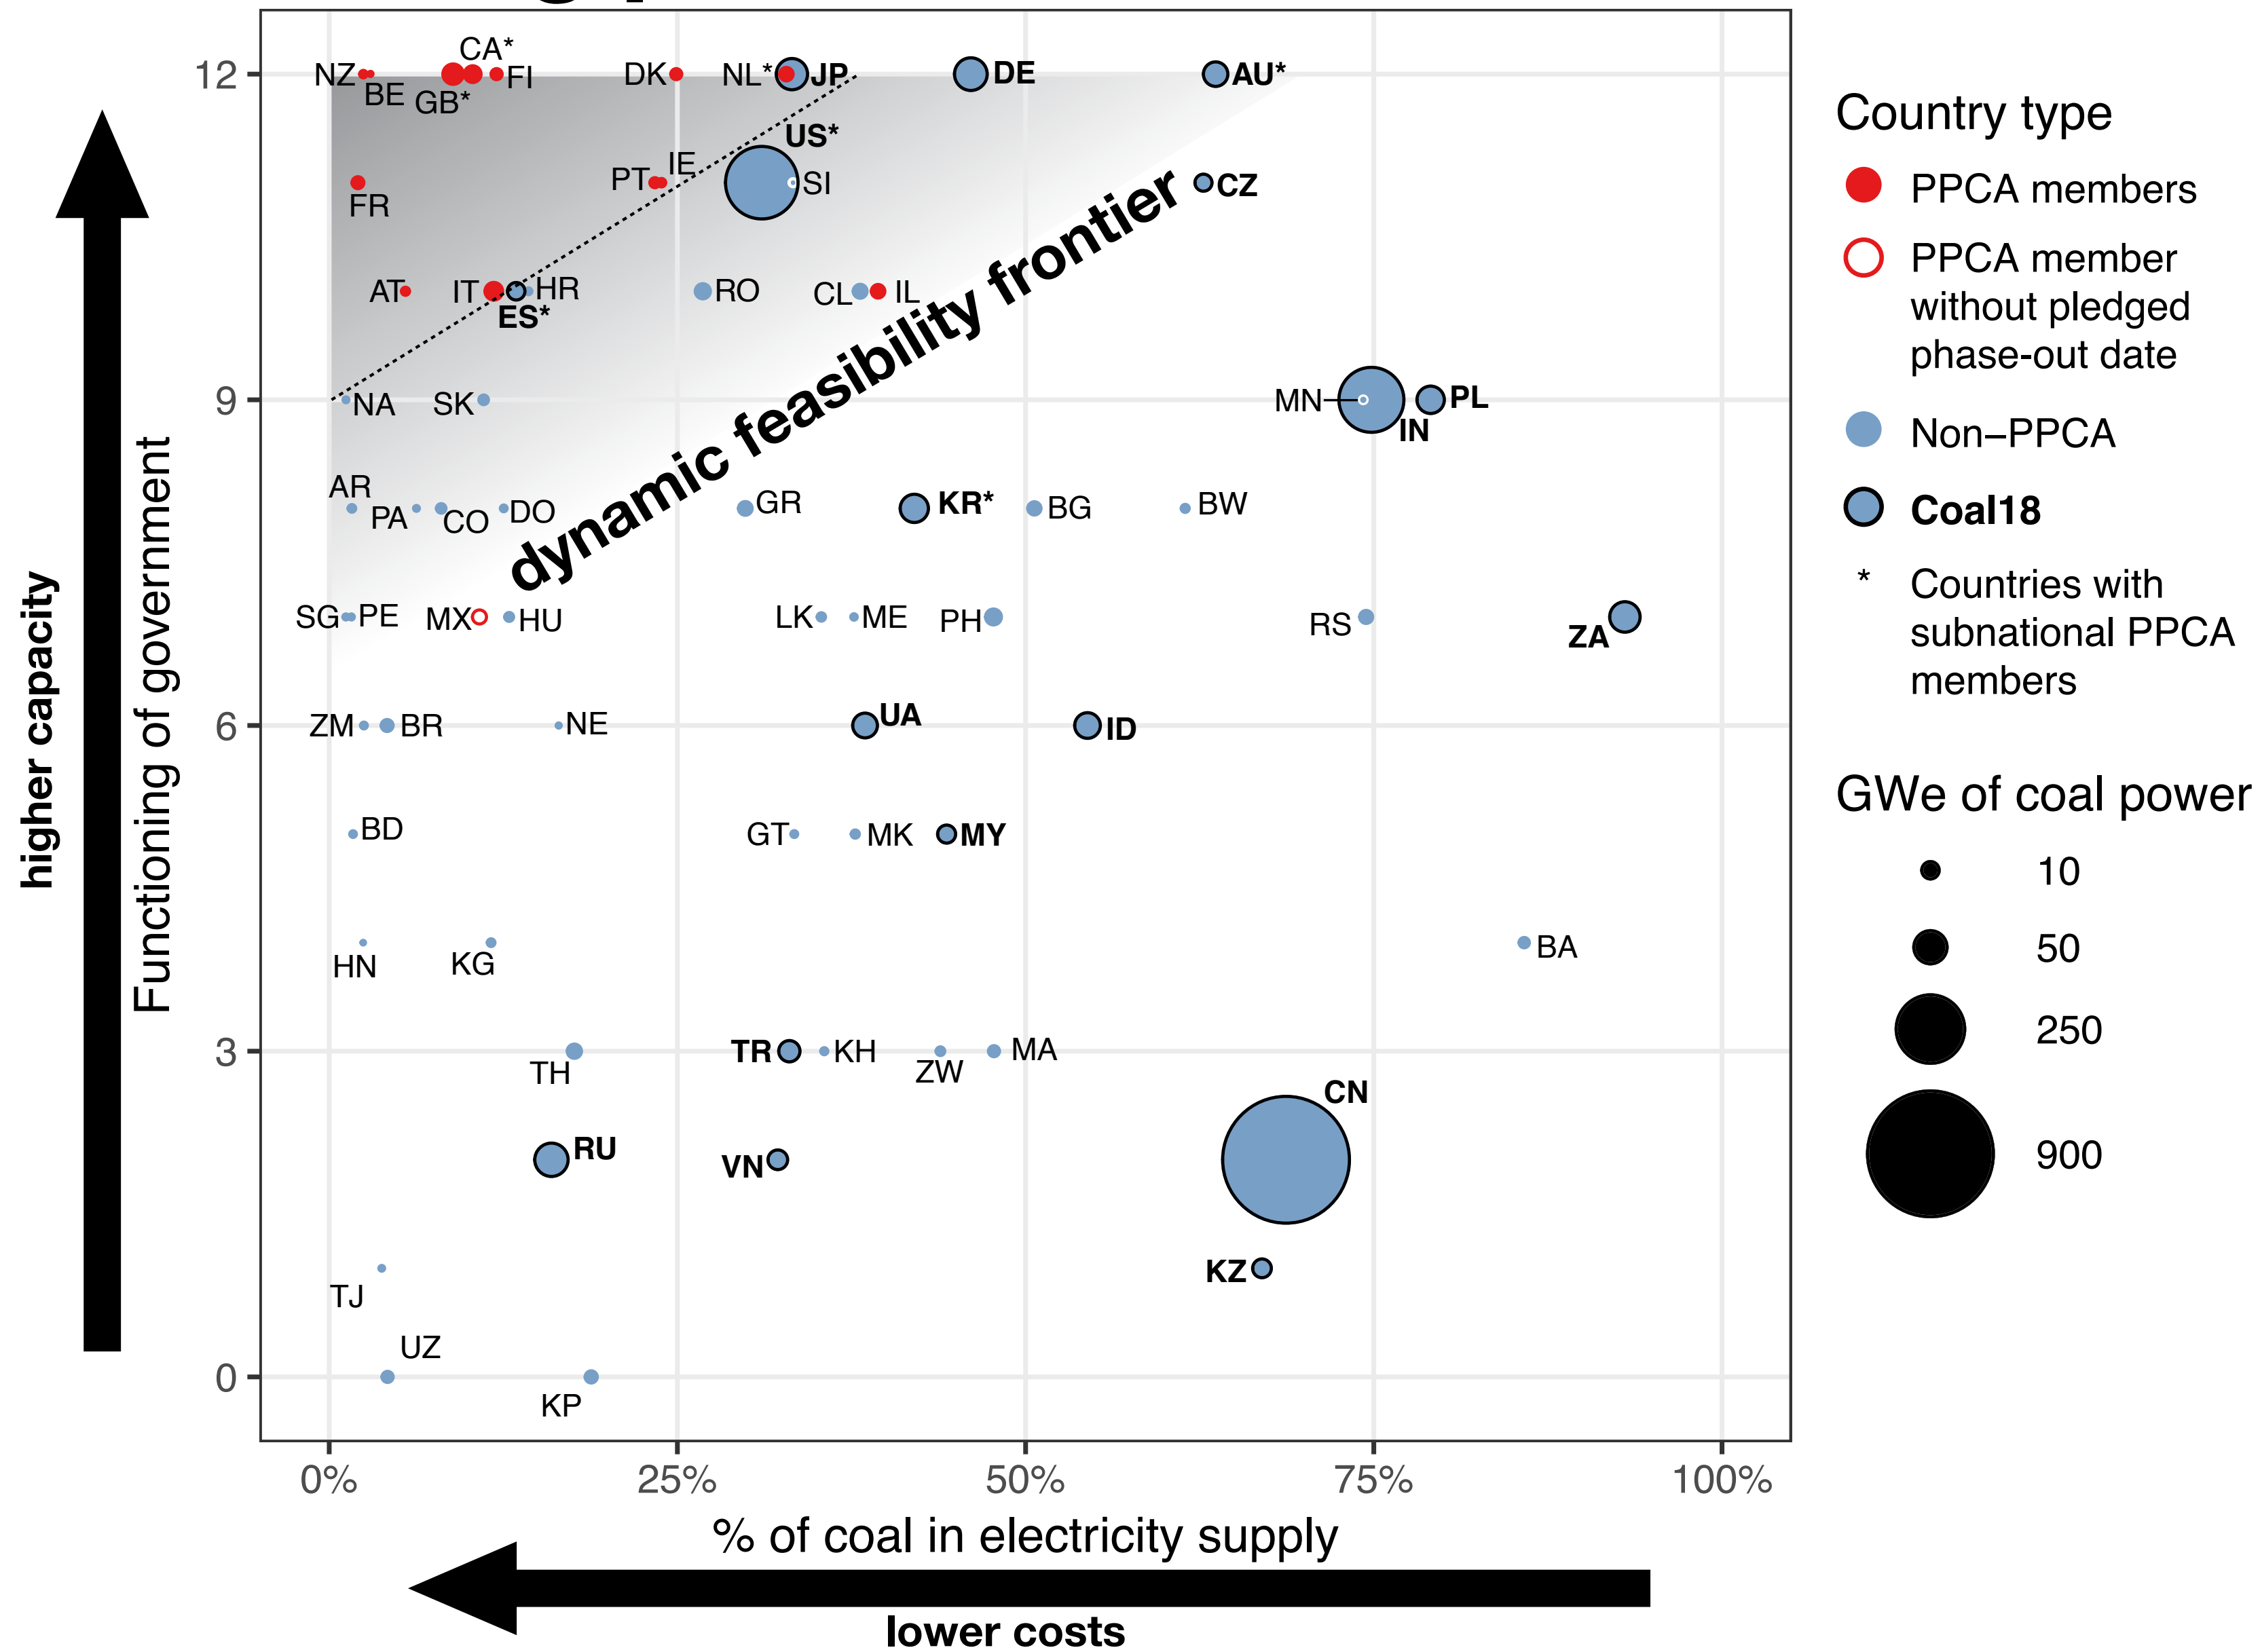 12
9
6
3
0
higher capacity
Functioning of government
NZ
BE
CA*
GB*
FI
DK
NL*
JP
DE
AU*
US*
FR
PT
IE
SI
CZ
AT
IT
ES*
HR
RO
CL
IL
dynamic feasibility frontier
NA
SK
MN
IN
PL
AR
PA
CO
DO
GR
KR*
BG
BW
SG
PE
MX
HU
LK
ME
PH
RS
ZA
ZM
BR
NE
UA
ID
BD
GT
MK
MY
HN
KG
BA
TH
TR
KH
ZW
MA
RU
VN
CN
KZ
TJ
UZ
KP
0%
25%
50%
75%
100%
% of coal in electricity supply
lower costs
Country type
PPCA members
PPCA member
without pledged
phase-out date
Non−PPCA
Coal18
* Countries with
subnational PPCA
members
GWe of coal power
10
50
250
900